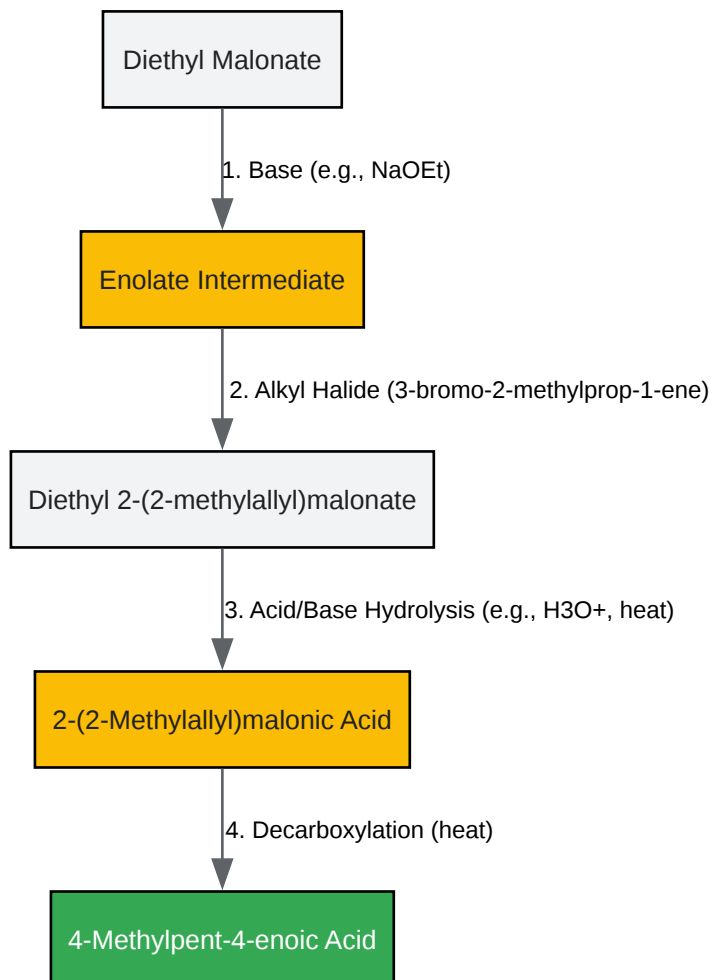 Diethyl Malonate
1. Base (e.g., NaOEt)
Enolate Intermediate
2. Alkyl Halide (3-bromo-2-methylprop-1-ene)
Diethyl 2-(2-methylallyl)malonate
3. Acid/Base Hydrolysis (e.g., H3O+, heat)
2-(2-Methylallyl)malonic Acid
4. Decarboxylation (heat)
4-Methylpent-4-enoic Acid